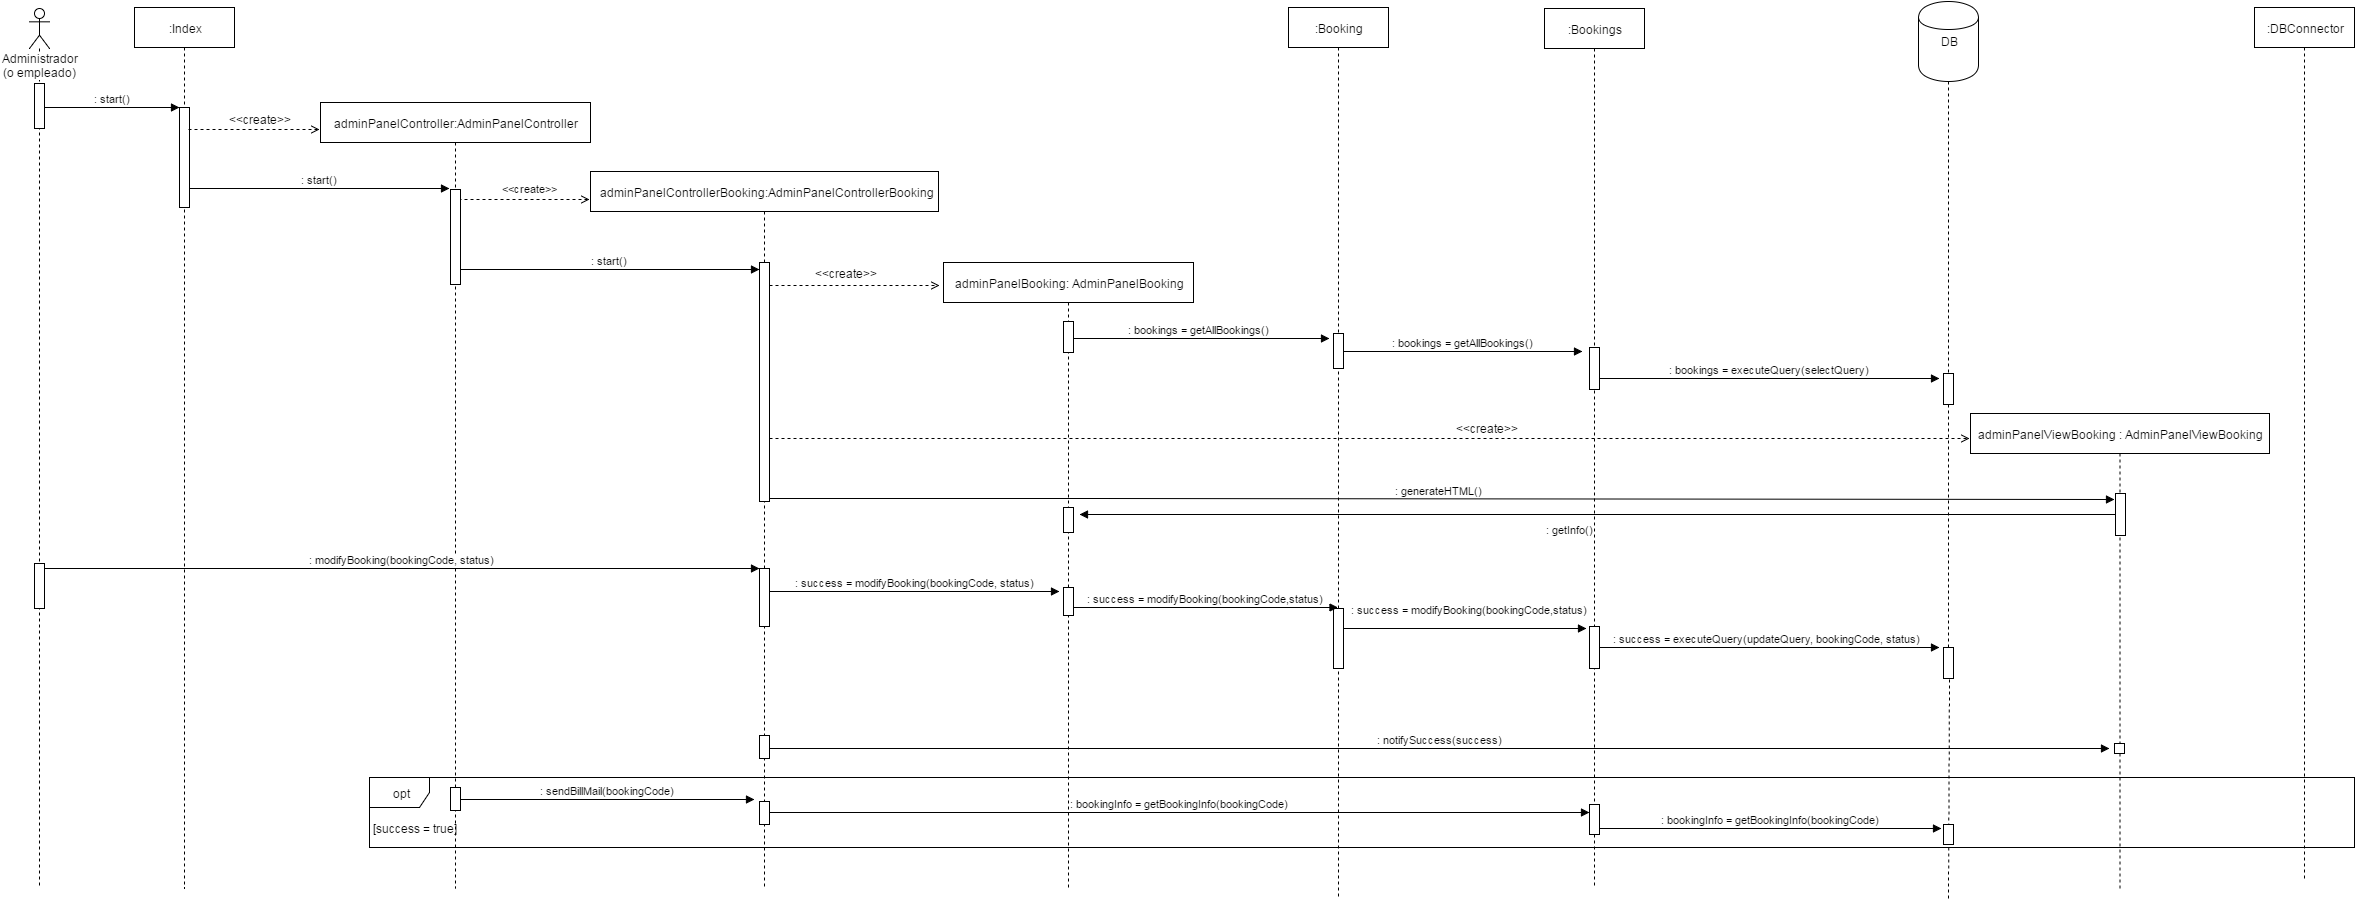 :Index
:Booking
:Bookings
DB
:DBConnector
Administrador
(o empleado)
: start()
<<create>>
adminPanelController:AdminPanelController
: start()
<<create>>
adminPanelControllerBooking:AdminPanelControllerBooking
: start()
<<create>>
adminPanelBooking: AdminPanelBooking
: bookings = getAllBookings()
: bookings = getAllBookings()
: bookings = executeQuery(selectQuery)
<<create>>
adminPanelViewBooking : AdminPanelViewBooking
: generateHTML()
: getInfo()
: modifyBooking(bookingCode, status)
: success = modifyBooking(bookingCode, status)
: success = modifyBooking(bookingCode,status)
: success = modifyBooking(bookingCode,status)
: success = executeQuery(updateQuery, bookingCode, status)
: notifySuccess(success)
opt
: sendBillMail(bookingCode)
: bookingInfo = getBookingInfo(bookingCode)
: bookingInfo = getBookingInfo(bookingCode)
[success = true]